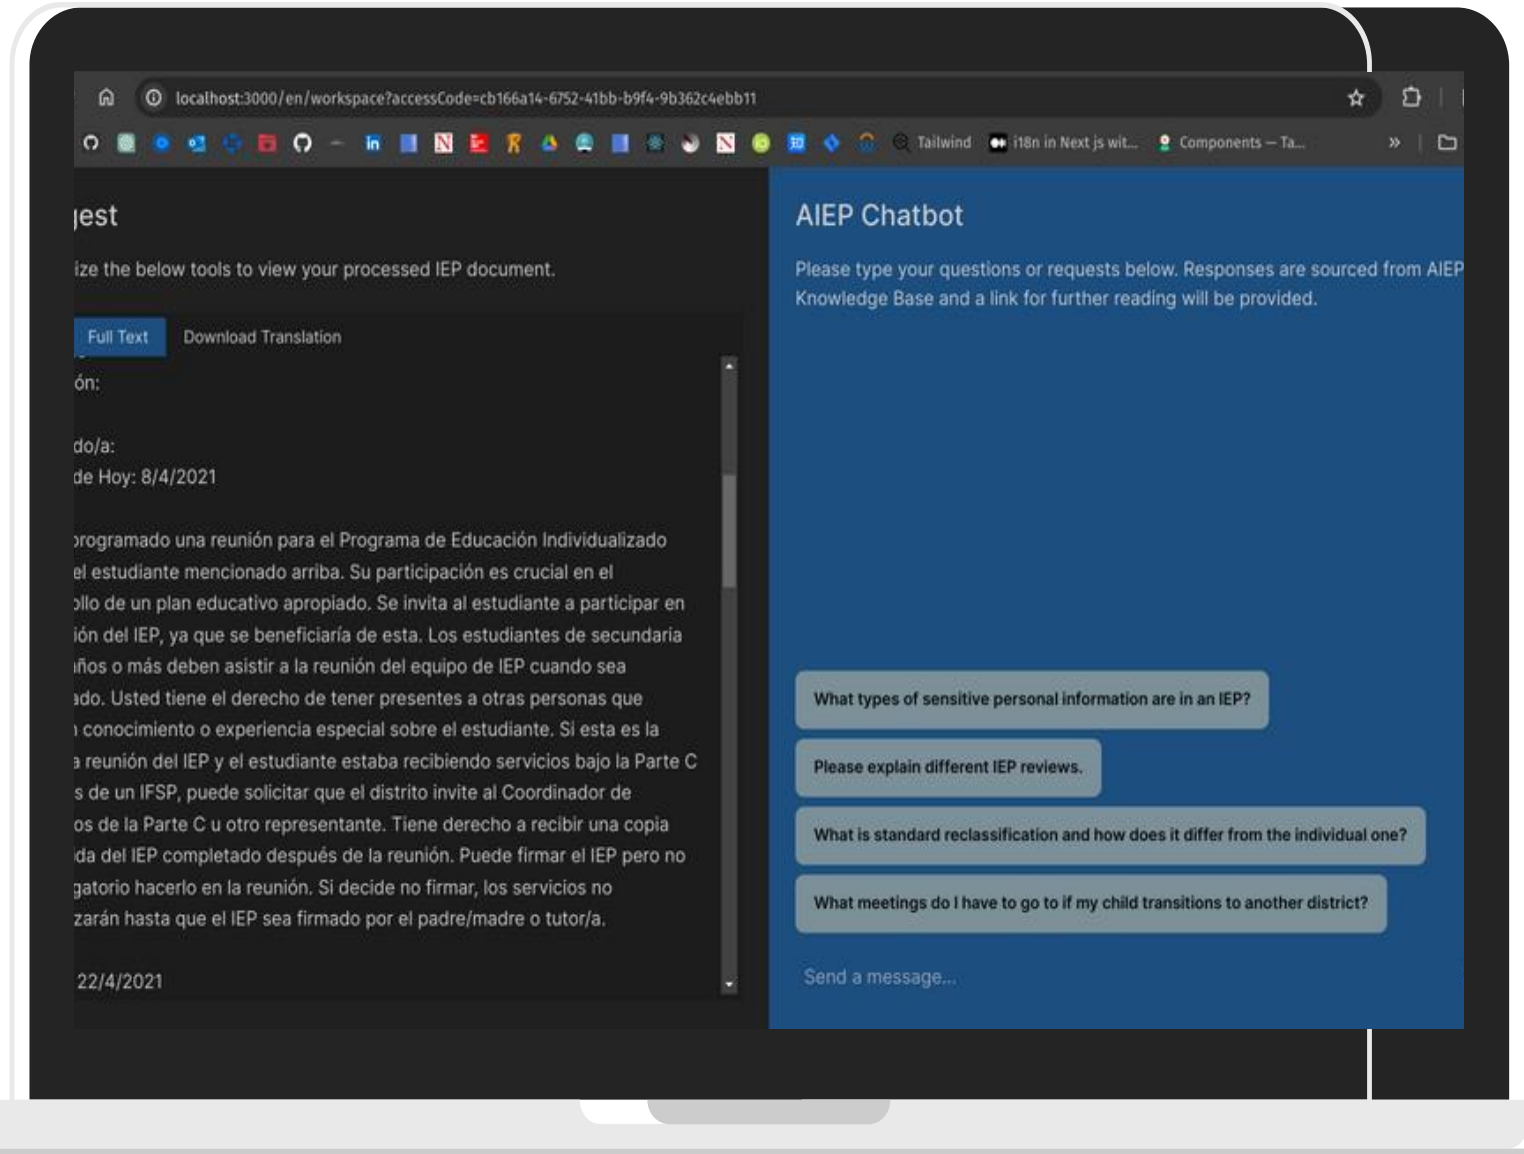 localhost:3000/en/workspace?accessCode=cb166a14-6752-41bb-b9f4-9b362c4ebb11
Tailwind
i18n in Next js wit...
Components — Ta...
gest
ize the below tools to view your processed IEP document.
Full Text
Download Translation
ón:
do/a:
de Hoy: 8/4/2021
programado una reunión para el Programa de Educación Individualizado
el estudiante mencionado arriba. Su participación es crucial en el
ollo de un plan educativo apropiado. Se invita al estudiante a participar en
ión del IEP, ya que se beneficiaría de esta. Los estudiantes de secundaria
años o más deben asistir a la reunión del equipo de IEP cuando sea
ado. Usted tiene el derecho de tener presentes a otras personas que
conocimiento o experiencia especial sobre el estudiante. Si esta es la
a reunión del IEP y el estudiante estaba recibiendo servicios bajo la Parte C
s de un IFSP, puede solicitar que el distrito invite al Coordinador de
os de la Parte C u otro representante. Tiene derecho a recibir una copia
da del IEP completado después de la reunión. Puede firmar el IEP pero no
gatorio hacerlo en la reunión. Si decide no firmar, los servicios no
zarán hasta que el IEP sea firmado por el padre/madre o tutor/a.
22/4/2021
AIEP Chatbot
Please type your questions or requests below. Responses are sourced from AIEP
Knowledge Base and a link for further reading will be provided.
What types of sensitive personal information are in an IEP?
Please explain different IEP reviews.
What is standard reclassification and how does it differ from the individual one?
What meetings do I have to go to if my child transitions to another district?
Send a message...